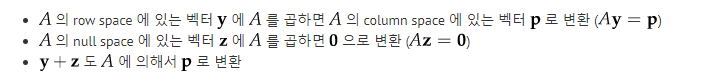 • A 의 row space 에 있는 벡터 y 에 A 를 곱하면 A 의 column space 에 있는 벡터 p 로 변환 (Ay = p)
• A 의 null space 에 있는 벡터 z 에 A 를 곱하면 0 으로 변환 (Az = 0)
• y + z 도 A 에 의해서 p 로 변환